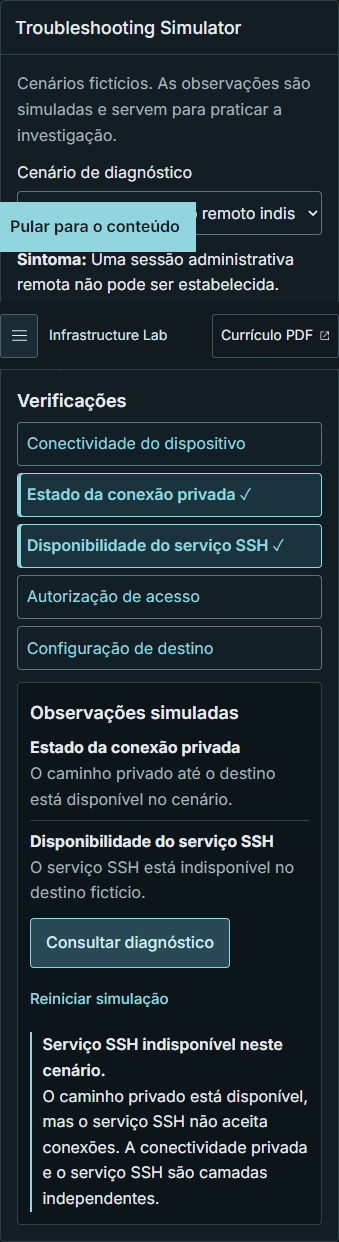 Troubleshooting Simulator
Cenários fictícios. As observações são
simuladas e servem para praticar a
investigação.
Cenário de diagnóstico
remoto indis
Pular para o conteúdo
Sintoma: Uma sessão administrativa
remota não pode ser estabelecida.
Infrastructure Lab
Currículo PDF
Verificações
Conectividade do dispositivo
Estado da conexão privada ✓
Disponibilidade do serviço SSH ✓
Autorização de acesso
Configuração de destino
Observações simuladas
Estado da conexão privada
O caminho privado até o destino
está disponível no cenário.
Disponibilidade do serviço SSH
O serviço SSH está indisponível no
destino fictício.
Consultar diagnóstico
Reiniciar simulação
Serviço SSH indisponível neste
cenário.
O caminho privado está disponível,
mas o serviço SSH não aceita
conexões. A conectividade privada
e o serviço SSH são camadas
independentes.